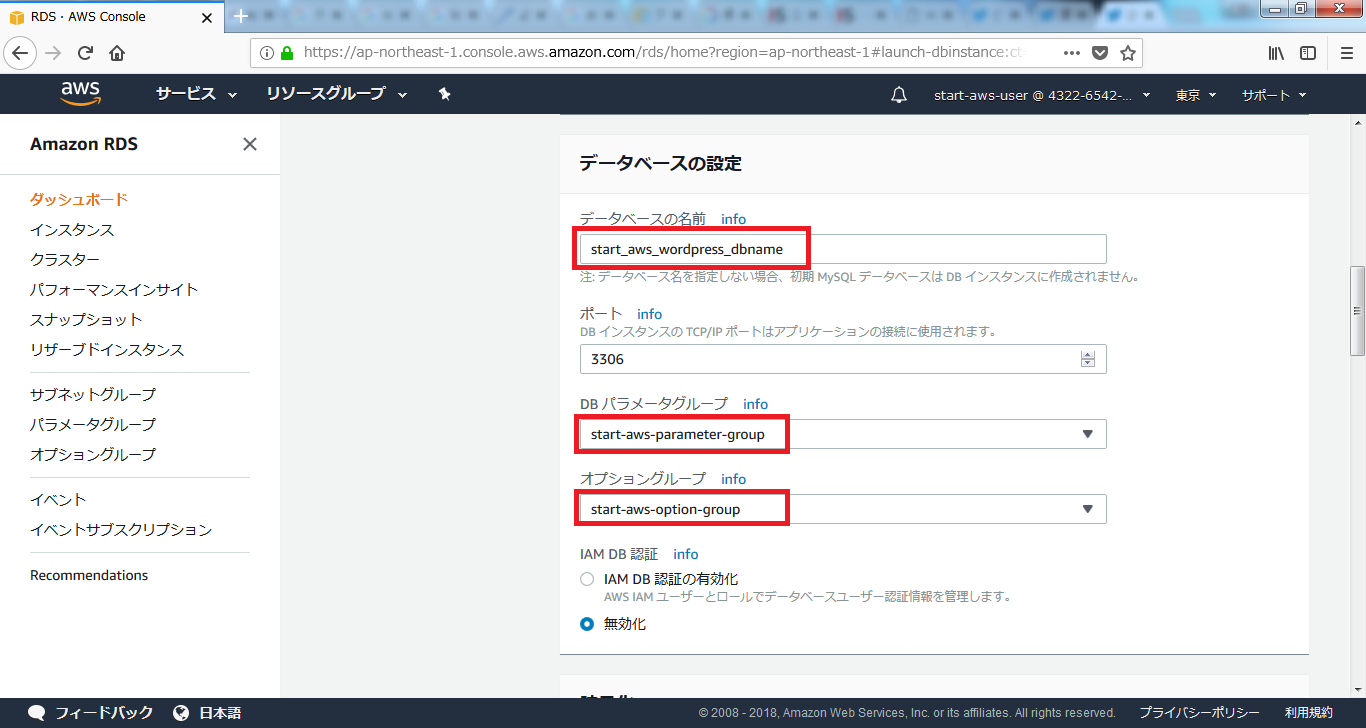 RDS · AWS Console
https://ap-northeast-1.console.aws.amazon.com/rds/home?region=ap-northeast-1#launch-dbinstance:ct
aws
サービス
リソースグループ
start-aws-user @ 4322-6542-...
東京
サポート
Amazon RDS
ダッシュボード
インスタンス
クラスター
パフォーマンスインサイト
スナップショット
リザーブドインスタンス
サブネットグループ
パラメータグループ
オプショングループ
イベント
イベントサブスクリプション
Recommendations
データベースの設定
データベースの名前 info
start_aws_wordpress_dbname
注: データベース名を指定しない場合、初期 MySQL データベースは DB インスタンスに作成されません。
ポート info
DB インスタンスの TCP/IP ポートはアプリケーションの接続に使用されます。
3306
DB パラメータグループ info
start-aws-parameter-group
オプショングループ info
start-aws-option-group
IAM DB 認証 info
IAM DB 認証の有効化
AWS IAM ユーザーとロールでデータベースユーザー認証情報を管理します。
無効化
フィードバック
日本語
© 2008 - 2018, Amazon Web Services, Inc. or its affiliates. All rights reserved.
プライバシーポリシー
利用規約